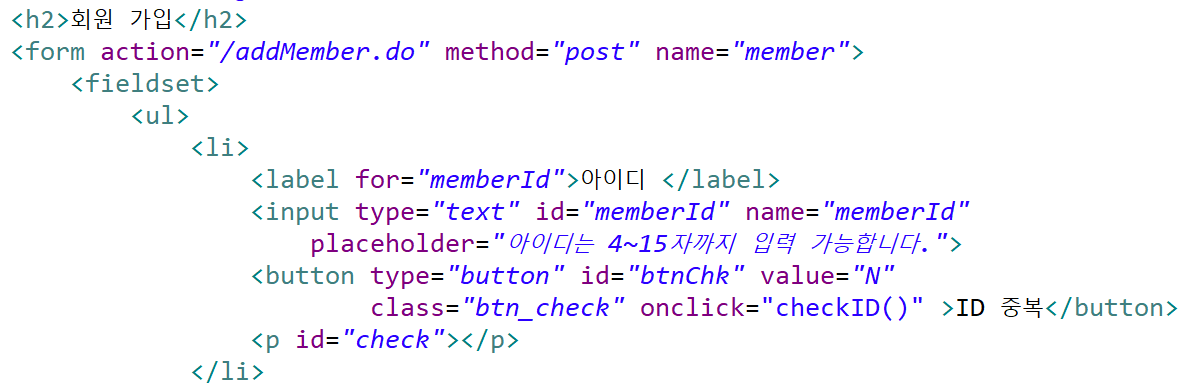 <h2>회원 가입</h2>
<form action="/addMember.do" method="post" name="member">
<fieldset>
<ul>
<li>
<label for="memberId">아이디 </label>
<input type="text" id="memberId" name="memberId"
placeholder="아이디는 4~15자까지 입력 가능합니다.">
<button type="button" id="btnChk" value="N"
class="btn_check" onclick="checkID()" >ID 중복</button>
<p id="check"></p>
</li>